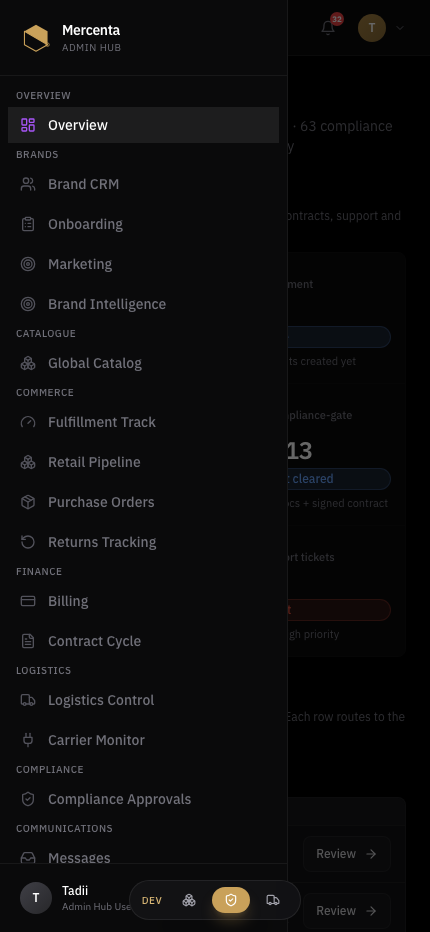 Mercenta
ADMIN HUB
OVERVIEW
Overview
BRANDS
Brand CRM
Onboarding
Marketing
Brand Intelligence
CATALOGUE
Global Catalog
COMMERCE
Fulfillment Track
Retail Pipeline
Purchase Orders
Returns Tracking
FINANCE
Billing
Contract Cycle
LOGISTICS
Logistics Control
Carrier Monitor
COMPLIANCE
Compliance Approvals
COMMUNICATIONS
Messages
T
Tadii
Admin Hub Use
DEV
32
T
· 63 compliance
y
ontracts, support and
ment
ts created yet
pliance-gate
13
t cleared
ocs + signed contract
ort tickets
t
gh priority
Each row routes to the
Review
Review